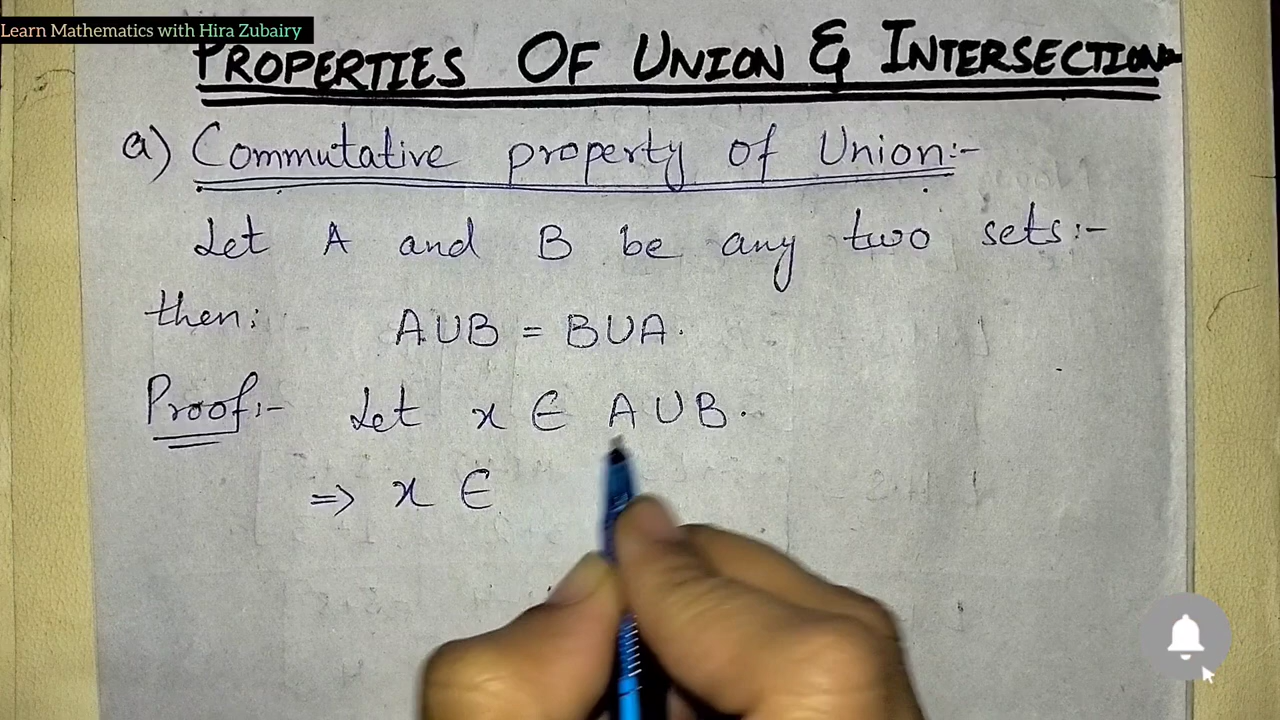 Learn Mathematics with Hira Zubairy
PROPERTIES OF UNION & INTERSECTION:-
a) Commutative property of Union:-
Let A and B be any two sets:-
then: A∪B = B∪A.
Proof:- Let x ∈ A∪B.
⇒ x ∈